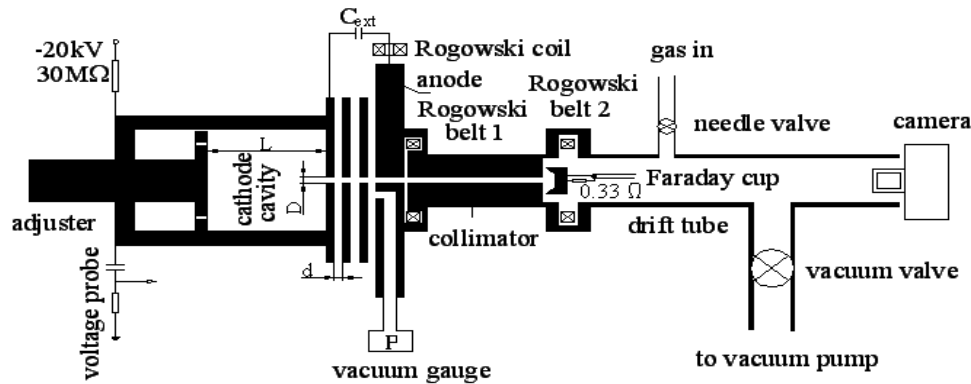 C_ext
-20kV
30MΩ
Rogowski coil
anode
Rogowski
belt 1
Rogowski
belt 2
gas in
needle valve
camera
L
cathode
cavity
D
Faraday cup
0.33 Ω
adjuster
collimator
drift tube
d
voltage probe
vacuum valve
P
vacuum gauge
to vacuum pump